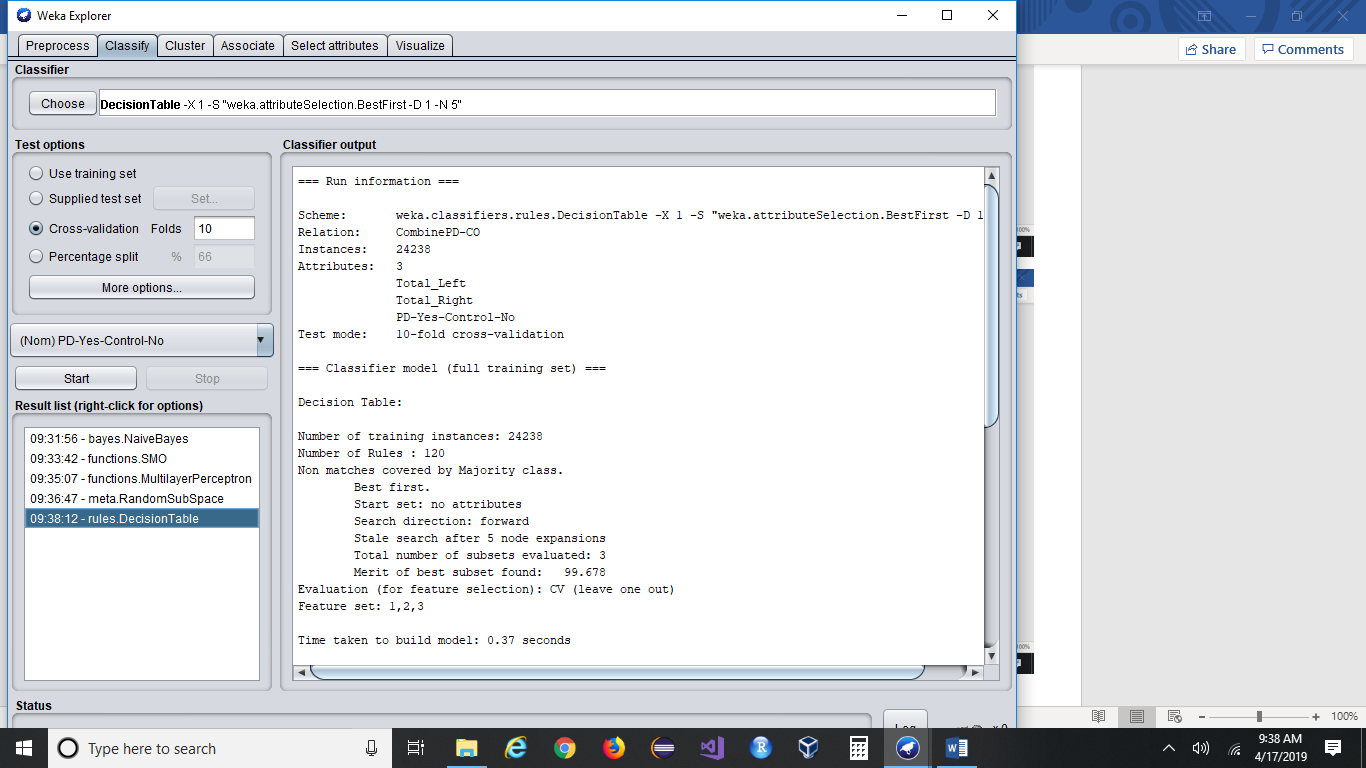 Weka Explorer
Preprocess Classify Cluster Associate Select attributes Visualize
Share Comments
Classifier
Choose DecisionTable -X 1 -S "weka.attributeSelection.BestFirst -D 1 -N 5"
Test options
Use training set
Supplied test set Set...
Cross-validation Folds 10
Percentage split % 66
More options...
(Nom) PD-Yes-Control-No
Start Stop
Result list (right-click for options)
09:31:56 - bayes.NaiveBayes
09:33:42 - functions.SMO
09:35:07 - functions.MultilayerPerceptron
09:36:47 - meta.RandomSubSpace
09:38:12 - rules.DecisionTable
Classifier output
=== Run information ===
Scheme: weka.classifiers.rules.DecisionTable -X 1 -S "weka.attributeSelection.BestFirst -D 1
Relation: CombinePD-CO
Instances: 24238
Attributes: 3
Total_Left
Total_Right
PD-Yes-Control-No
Test mode: 10-fold cross-validation
=== Classifier model (full training set) ===
Decision Table:
Number of training instances: 24238
Number of Rules : 120
Non matches covered by Majority class.
Best first.
Start set: no attributes
Search direction: forward
Stale search after 5 node expansions
Total number of subsets evaluated: 3
Merit of best subset found: 99.678
Evaluation (for feature selection): CV (leave one out)
Feature set: 1,2,3
Time taken to build model: 0.37 seconds
Status
Log
100%
Type here to search
9:38 AM
4/17/2019